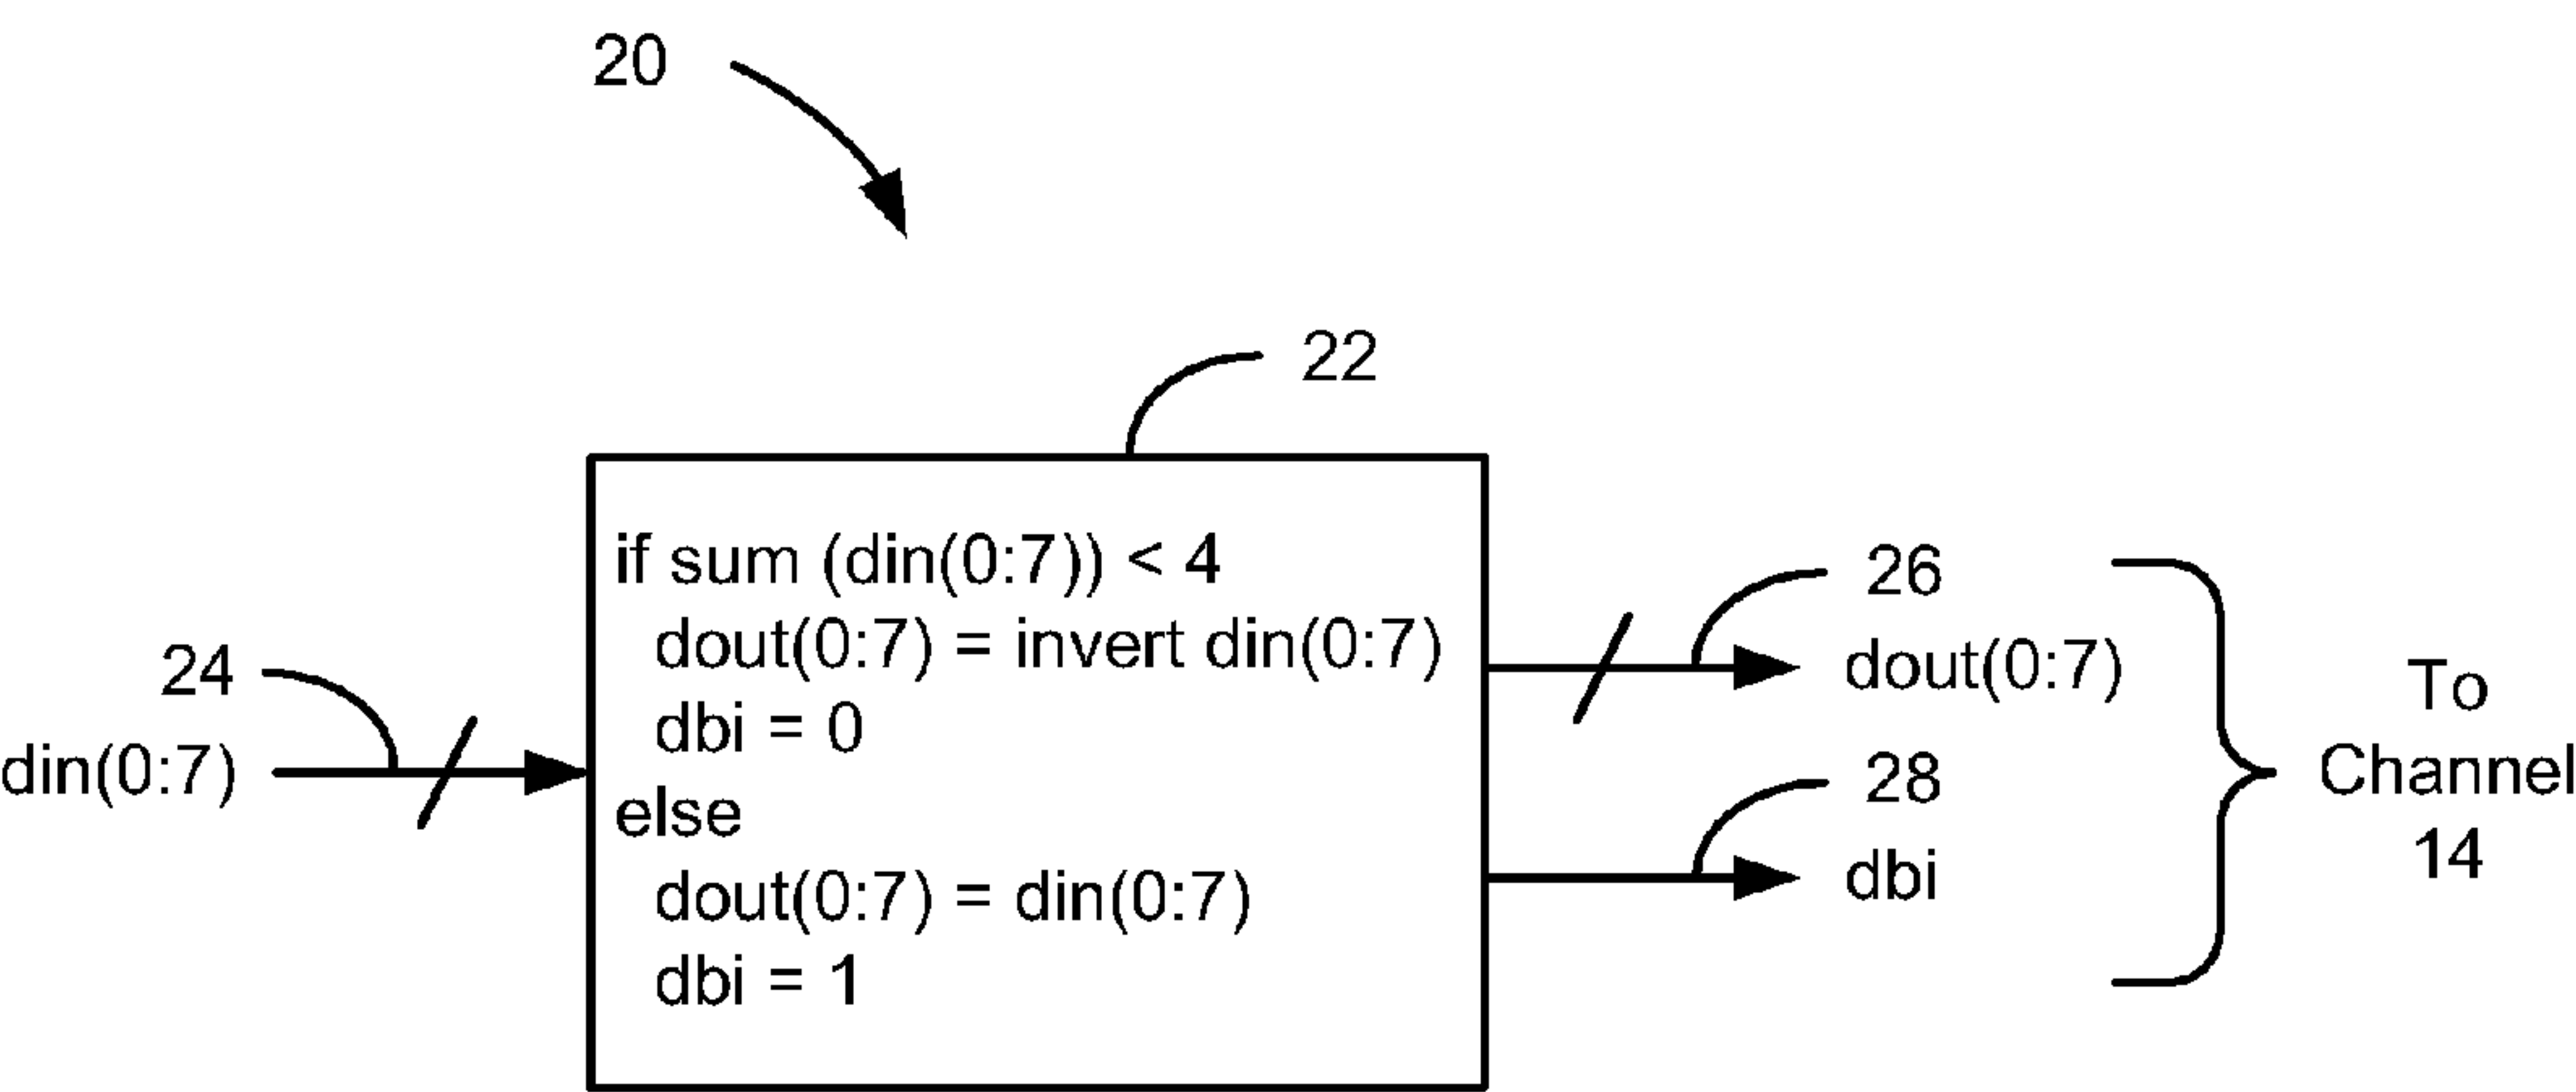 20
22
if sum (din(0:7)) < 4
dout(0:7) = invert din(0:7)
dbi = 0
else
dout(0:7) = din(0:7)
dbi = 1
24
din(0:7)
26
dout(0:7)
28
dbi
To
Channel
14